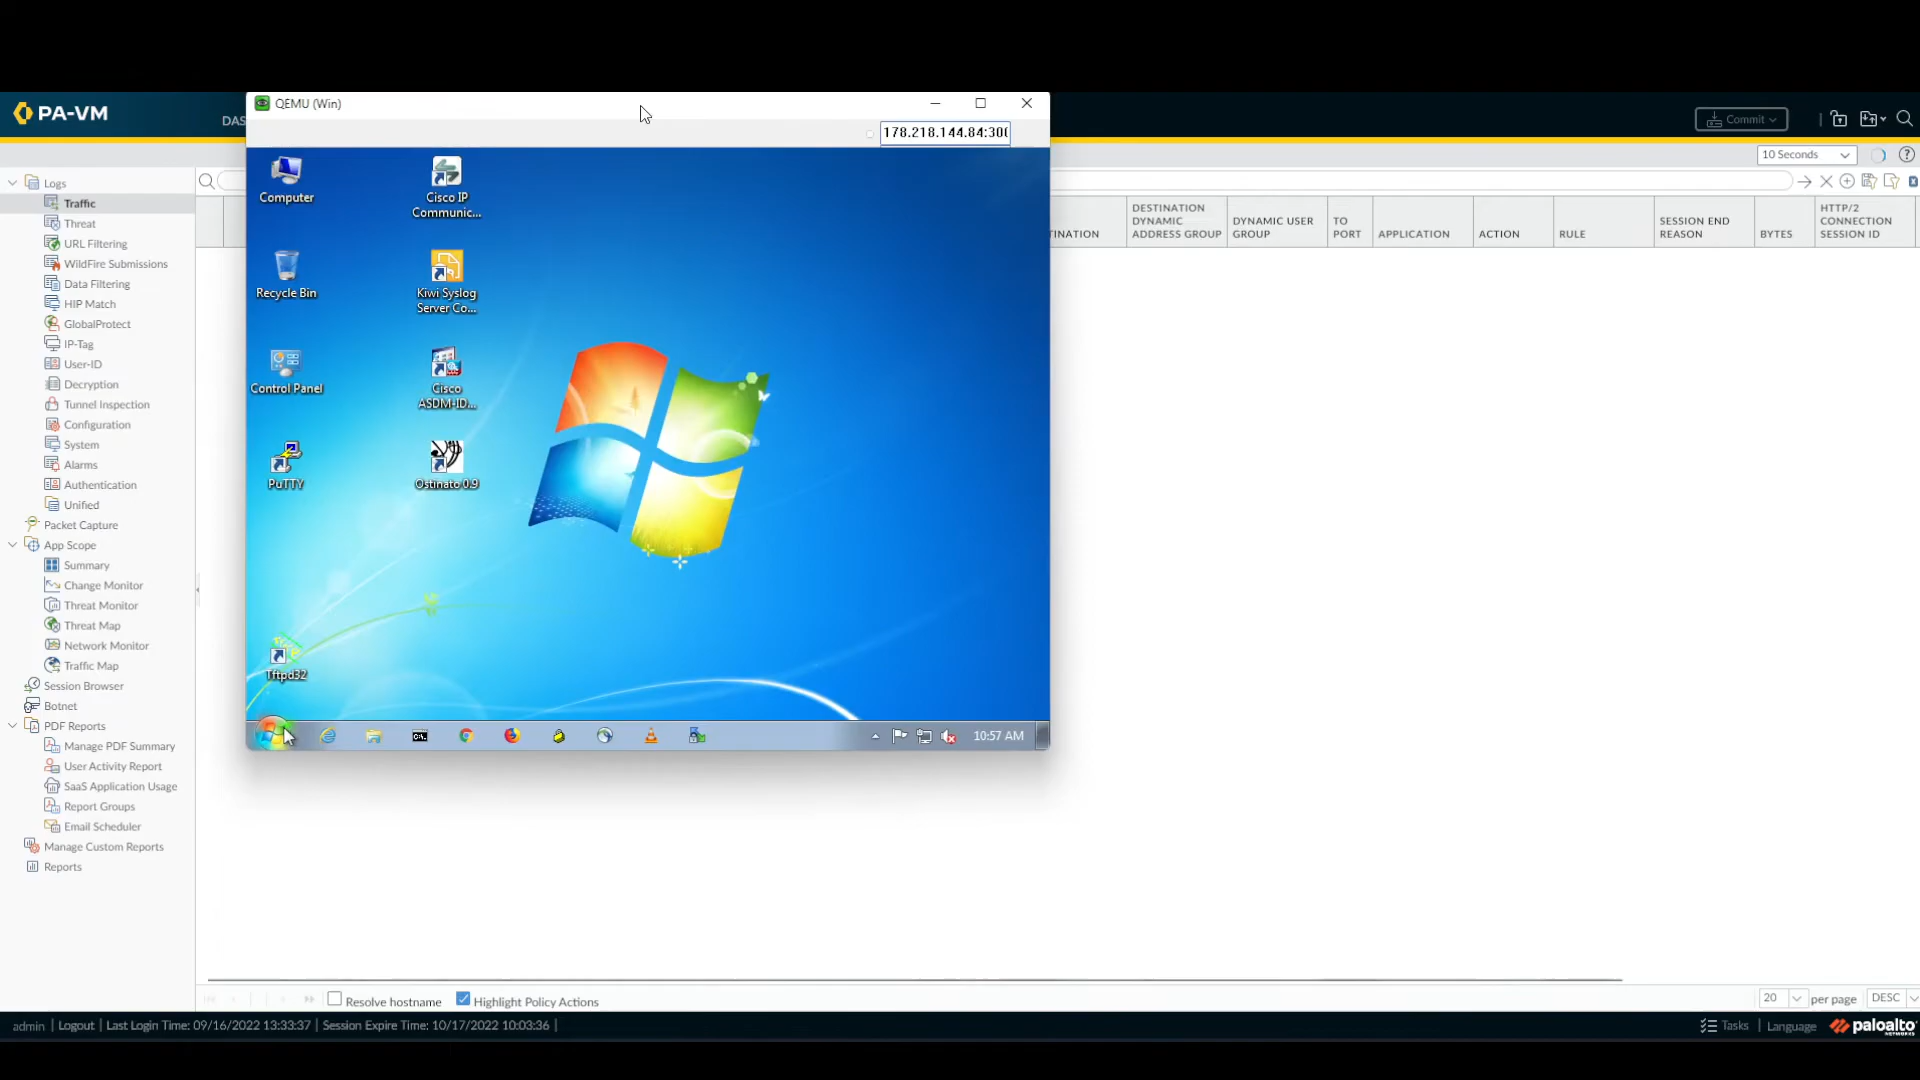 QEMU (Win)
178.218.144.84:30
PA-VM
DAS
Commit
10 Seconds
Logs
Traffic
Threat
URL Filtering
WildFire Submissions
Data Filtering
HIP Match
GlobalProtect
IP-Tag
User-ID
Decryption
Tunnel Inspection
Configuration
System
Alarms
Authentication
Unified
Packet Capture
App Scope
Summary
Change Monitor
Threat Monitor
Threat Map
Network Monitor
Traffic Map
Session Browser
Botnet
PDF Reports
Manage PDF Summary
User Activity Report
SaaS Application Usage
Report Groups
Email Scheduler
Manage Custom Reports
Reports
Computer
Cisco IP
Communic...
Recycle Bin
Kiwi Syslog
Server Co...
Control Panel
Cisco
ASDM-ID...
PuTTY
Ostinato 0.9
Tftpd32
10:57 AM
TINATION
DESTINATION
DYNAMIC
ADDRESS GROUP
DYNAMIC USER
GROUP
TO
PORT
APPLICATION
ACTION
RULE
SESSION END
REASON
BYTES
HTTP/2
CONNECTION
SESSION ID
Resolve hostname
Highlight Policy Actions
20
per page
DESC
admin | Logout | Last Login Time: 09/16/2022 13:33:37 | Session Expire Time: 10/17/2022 10:03:36 |
Tasks | Language
paloalto
NETWORKS